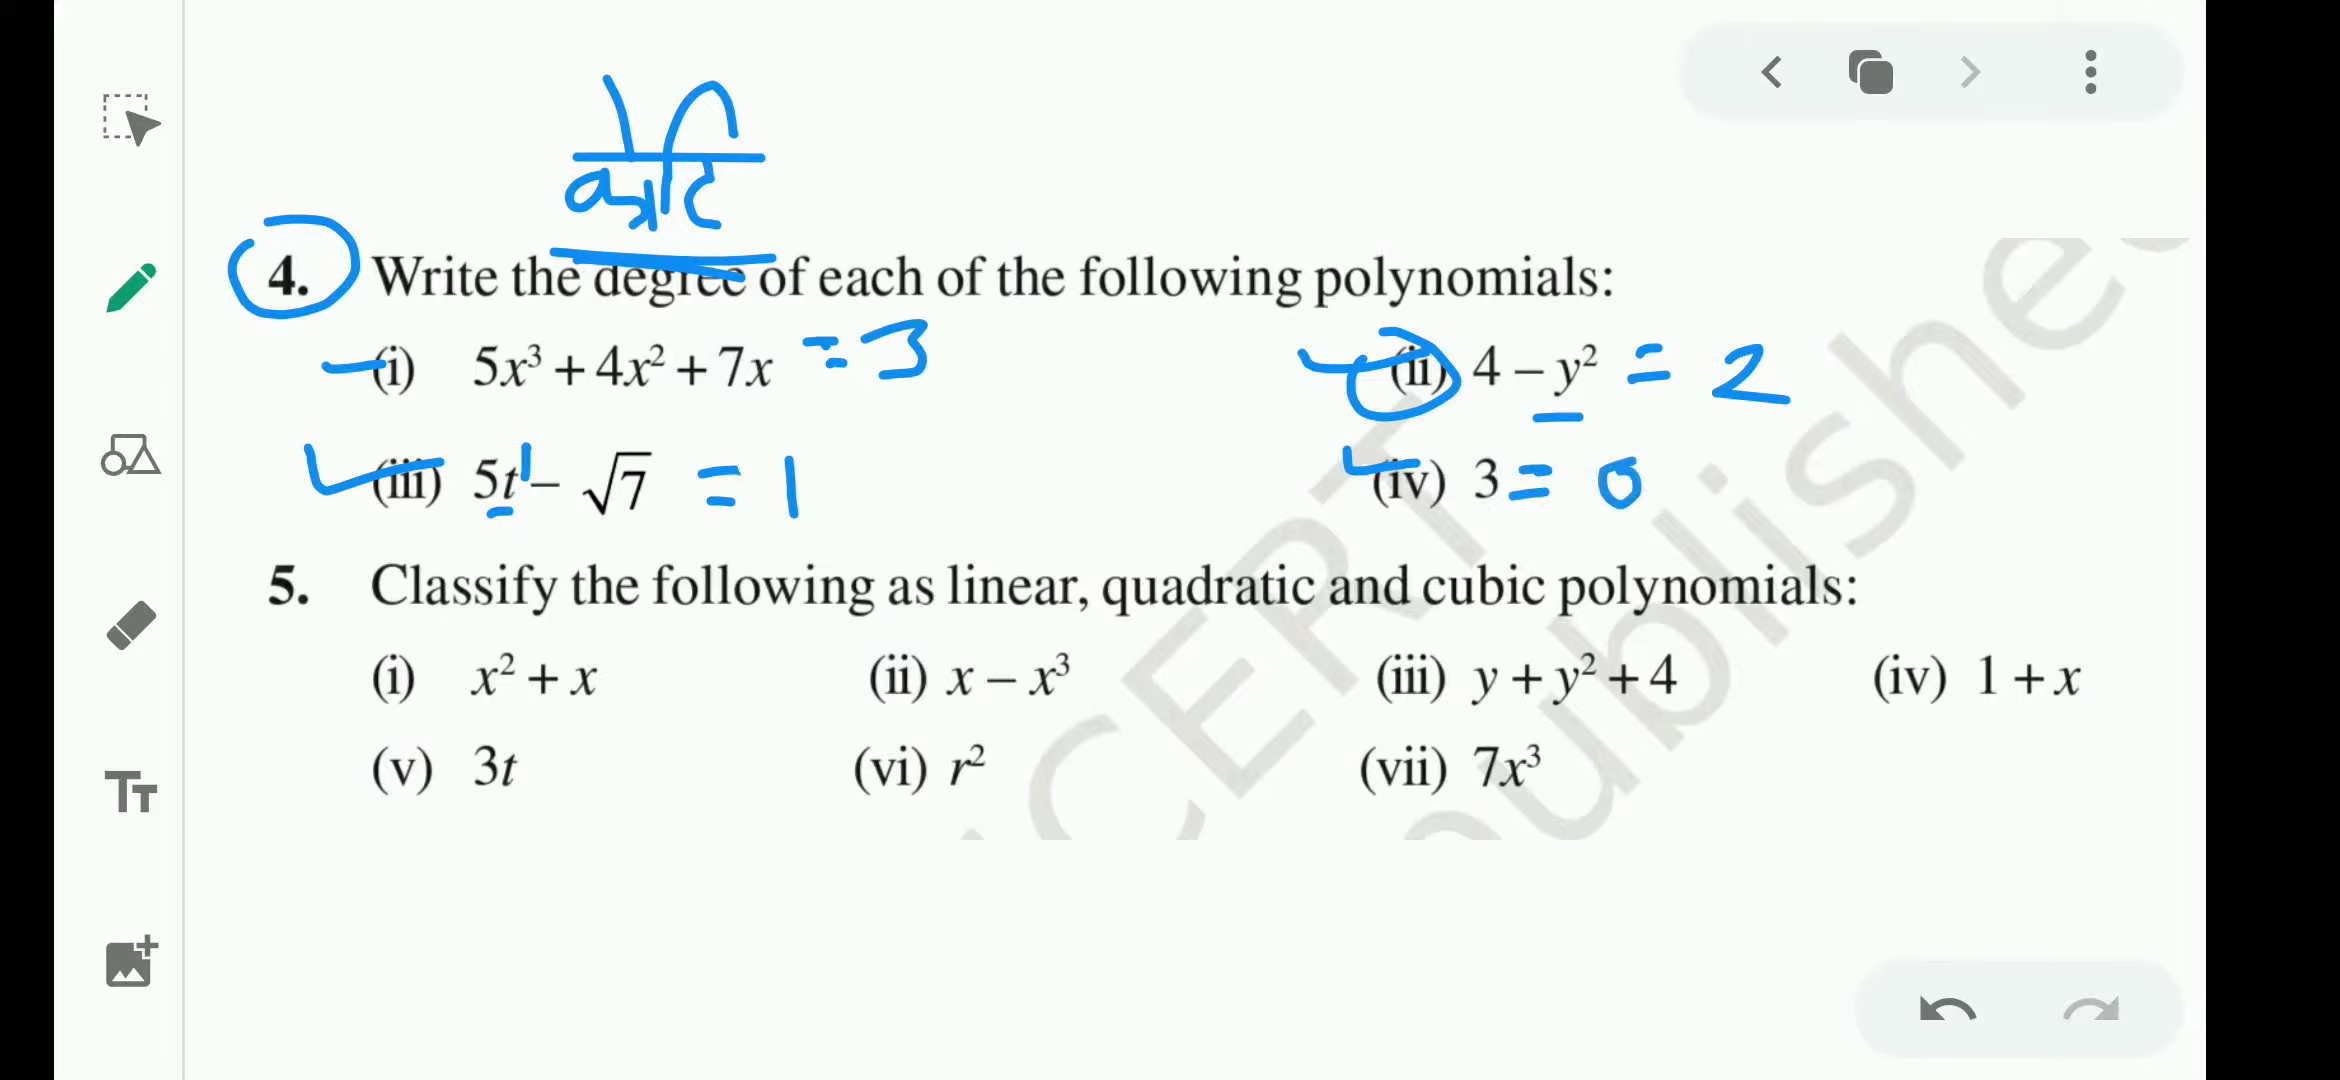 कोटि
4. Write the degree of each of the following polynomials:
(i) 5x³ + 4x² + 7x = 3 (ii) 4 – y² = 2
(iii) 5t¹ – √7 = 1 (iv) 3 = 0
5. Classify the following as linear, quadratic and cubic polynomials:
(i) x² + x (ii) x – x³ (iii) y + y² + 4 (iv) 1 + x
(v) 3t (vi) r² (vii) 7x³